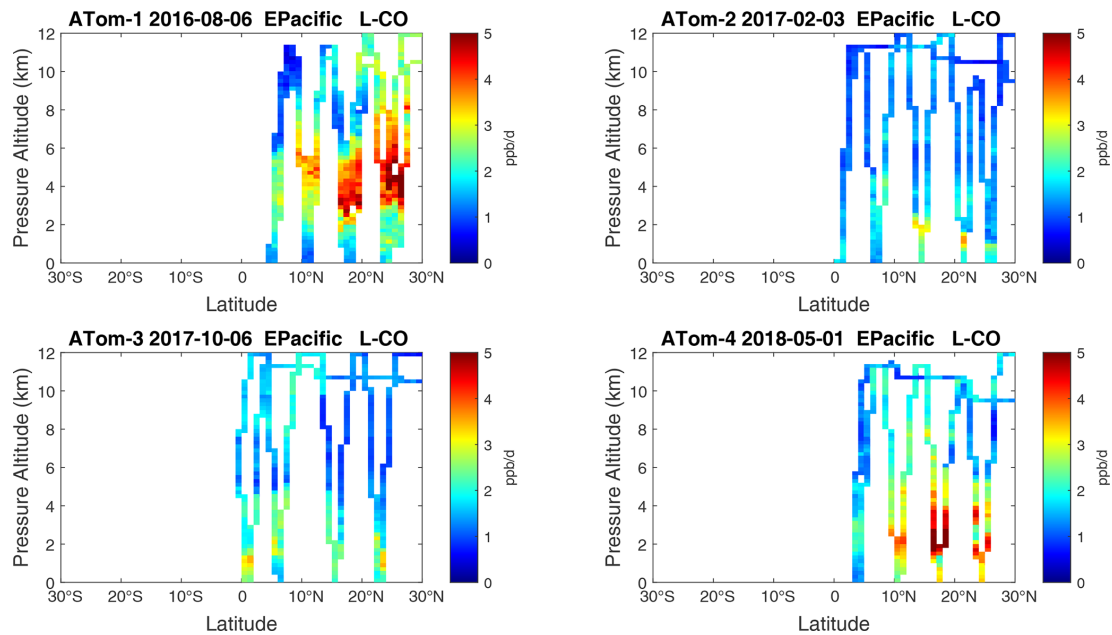 ATom-1 2016-08-06 EPacific L-CO
Pressure Altitude (km)
12
10
8
6
4
2
0
30°S 20°S 10°S 0 10°N 20°N 30°N
Latitude
5
4
3
2
1
0
ppb/d
ATom-2 2017-02-03 EPacific L-CO
Pressure Altitude (km)
12
10
8
6
4
2
0
30°S 20°S 10°S 0 10°N 20°N 30°N
Latitude
5
4
3
2
1
0
ppb/d
ATom-3 2017-10-06 EPacific L-CO
Pressure Altitude (km)
12
10
8
6
4
2
0
30°S 20°S 10°S 0 10°N 20°N 30°N
Latitude
5
4
3
2
1
0
ppb/d
ATom-4 2018-05-01 EPacific L-CO
Pressure Altitude (km)
12
10
8
6
4
2
0
30°S 20°S 10°S 0 10°N 20°N 30°N
Latitude
5
4
3
2
1
0
ppb/d